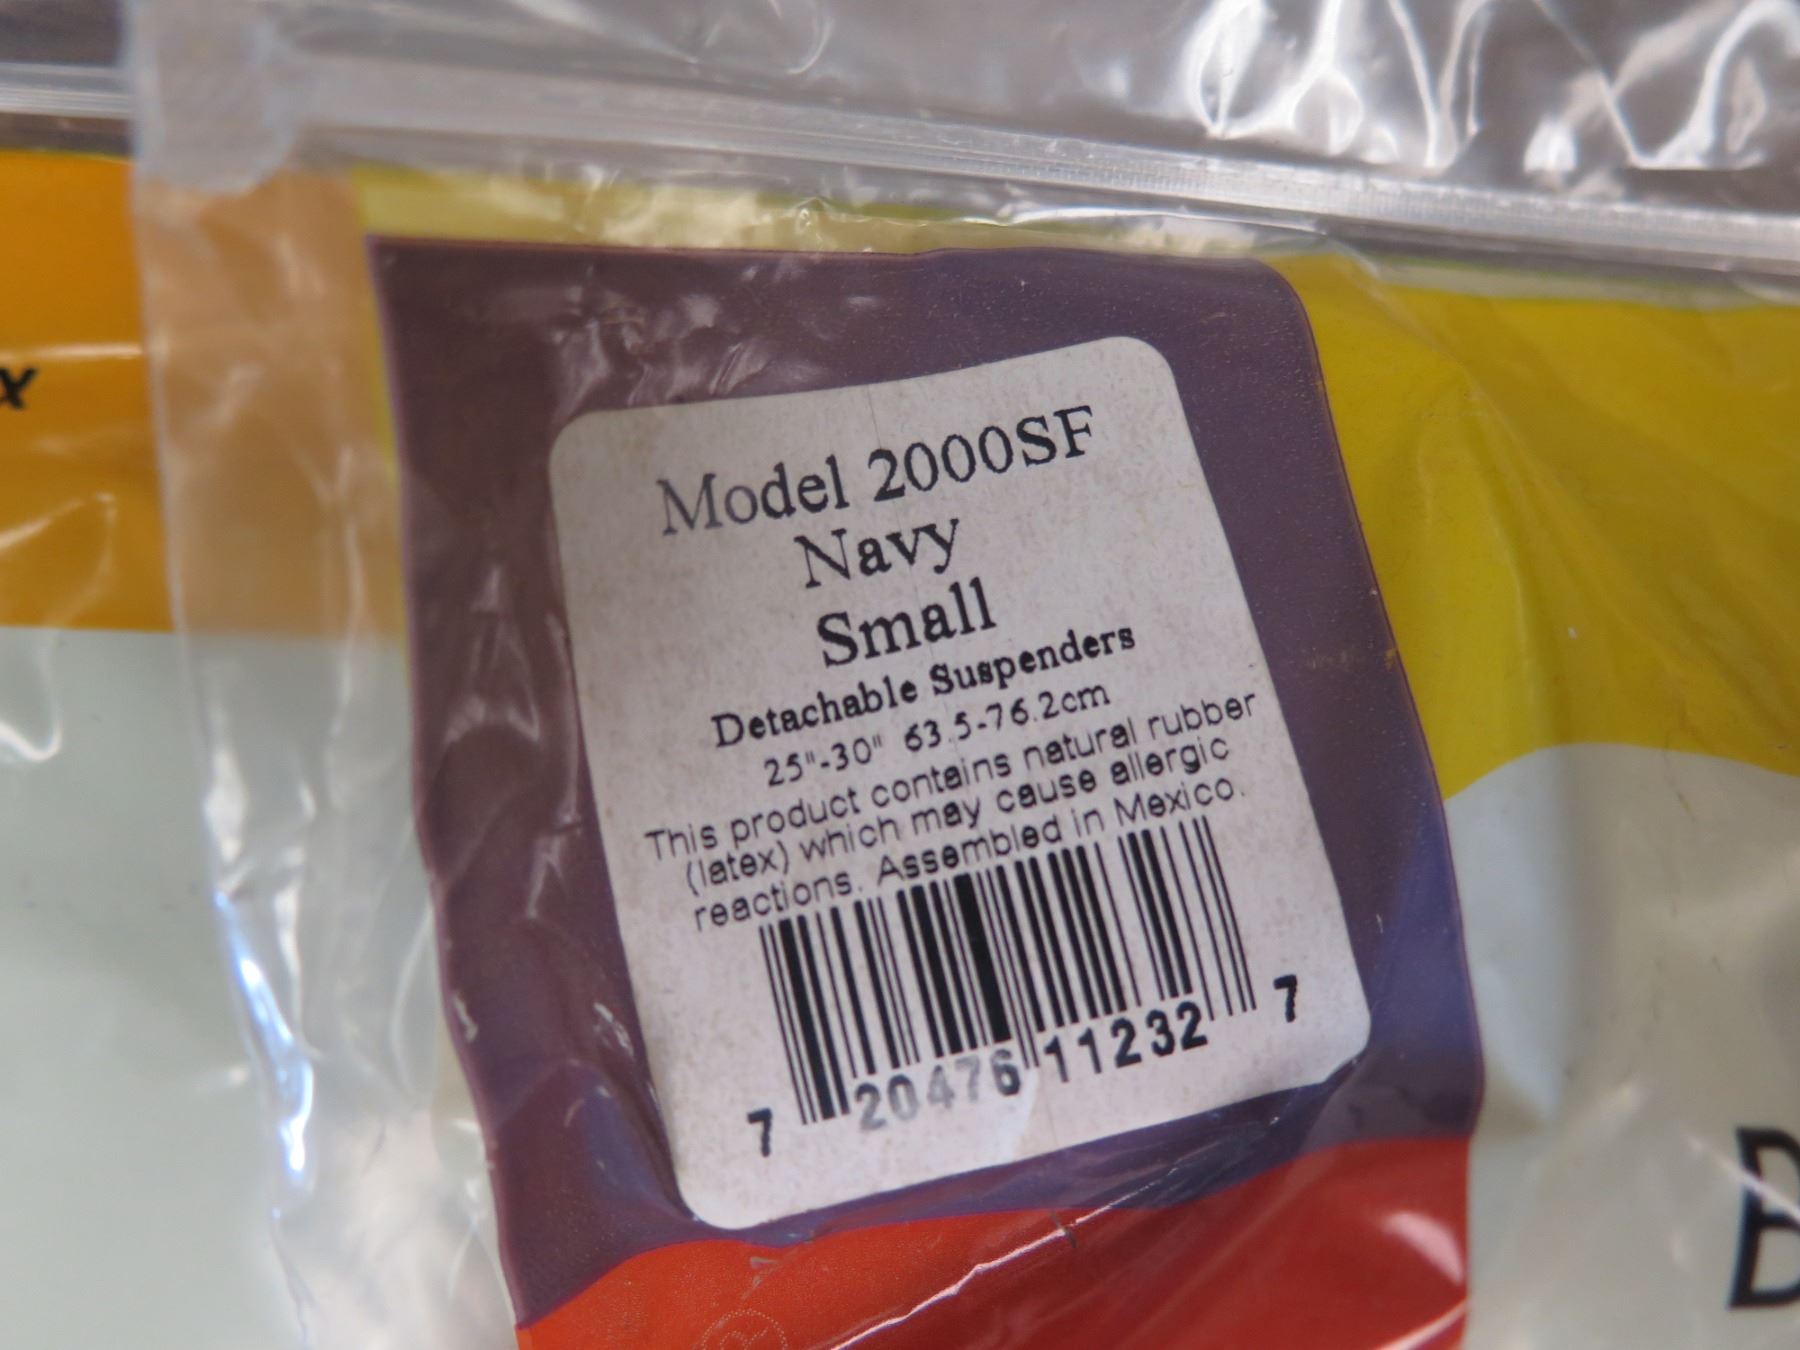 x
Model 2000SF
Navy
Small
Detachable Suspenders
25"-30" 63.5-76.2cm
This product contains natural rubber
(latex) which may cause allergic
reactions. Assembled in Mexico.
7 20476 11232 7
B
®